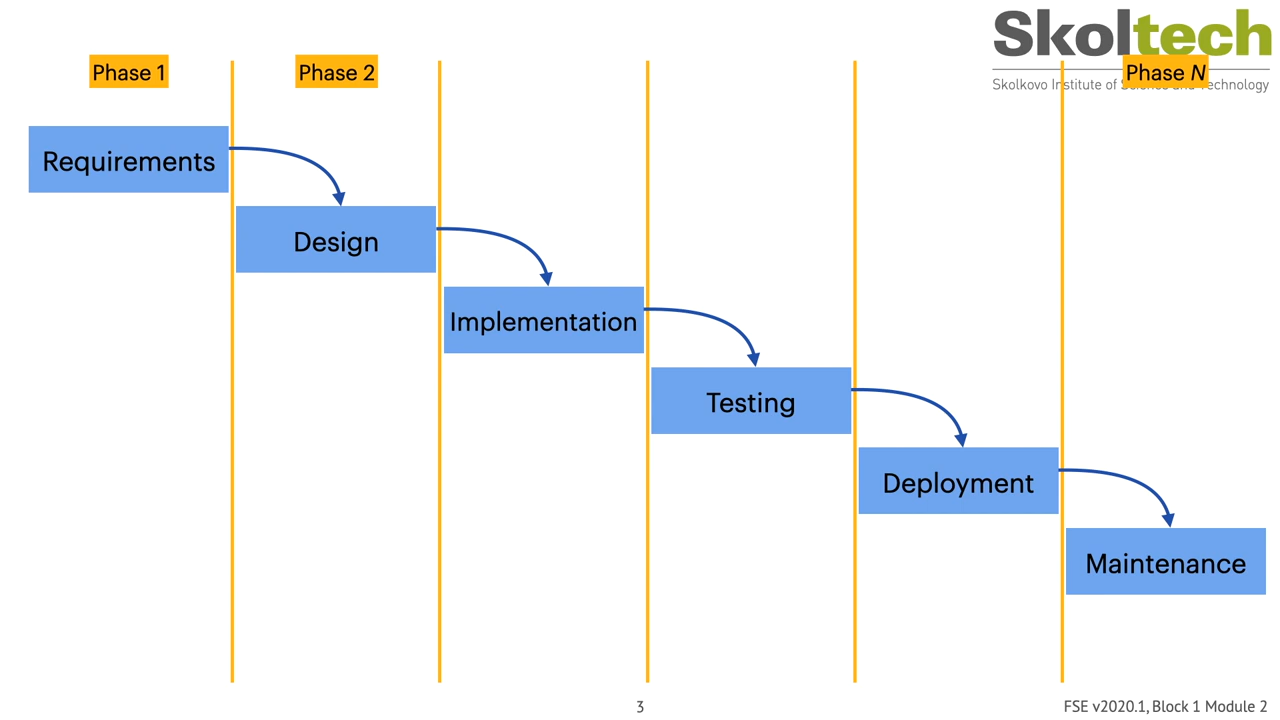 Skoltech
Phase 1
Phase 2
Phase N
Skolkovo Institute of Science and Technology
Requirements
Design
Implementation
Testing
Deployment
Maintenance
3
FSE v2020.1, Block 1 Module 2